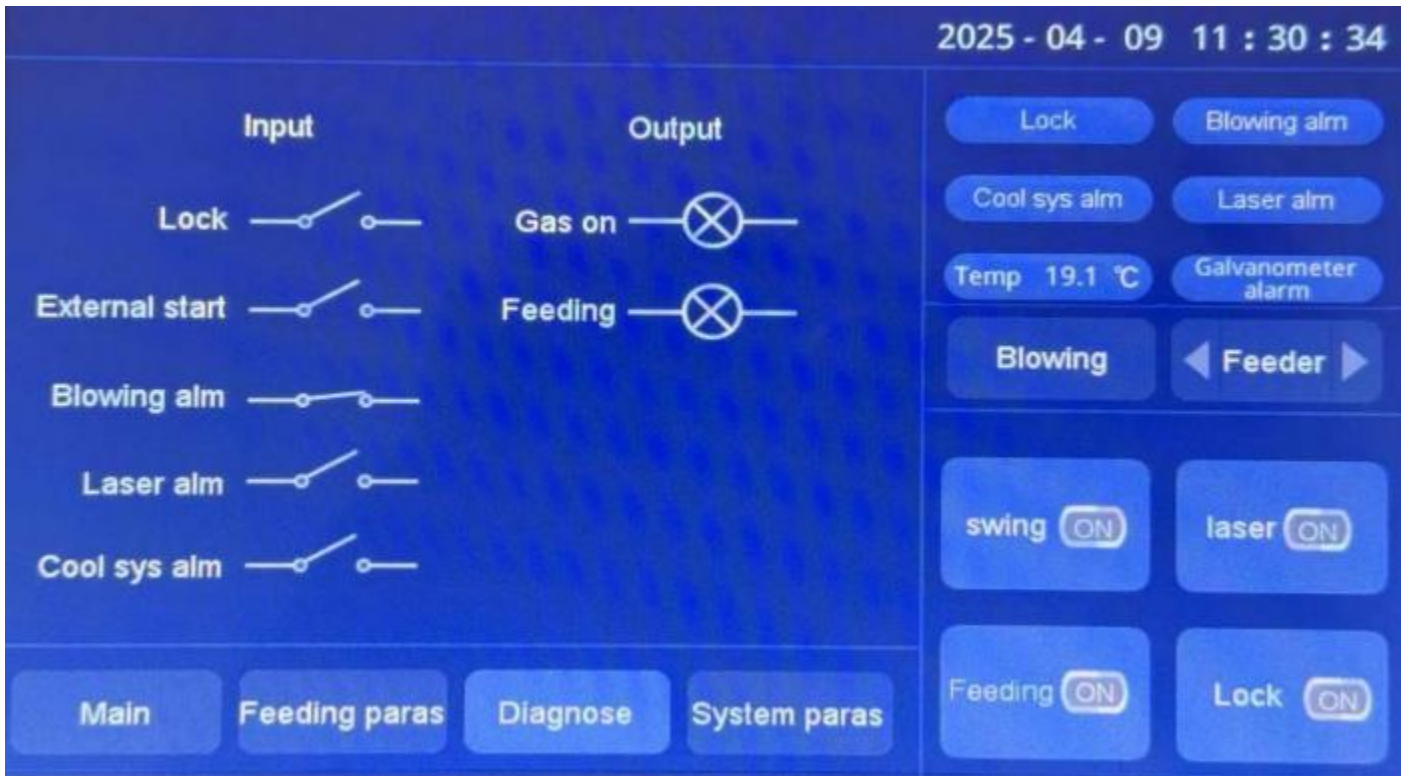 2025 - 04 - 09 11 : 30 : 34
Input
Output
Lock
Gas on
External start
Feeding
Blowing alm
Laser alm
Cool sys alm
Lock
Blowing alm
Cool sys alm
Laser alm
Temp 19.1 ℃
Galvanometer
alarm
Blowing
Feeder
swing ON
laser ON
Feeding ON
Lock ON
Main
Feeding paras
Diagnose
System paras